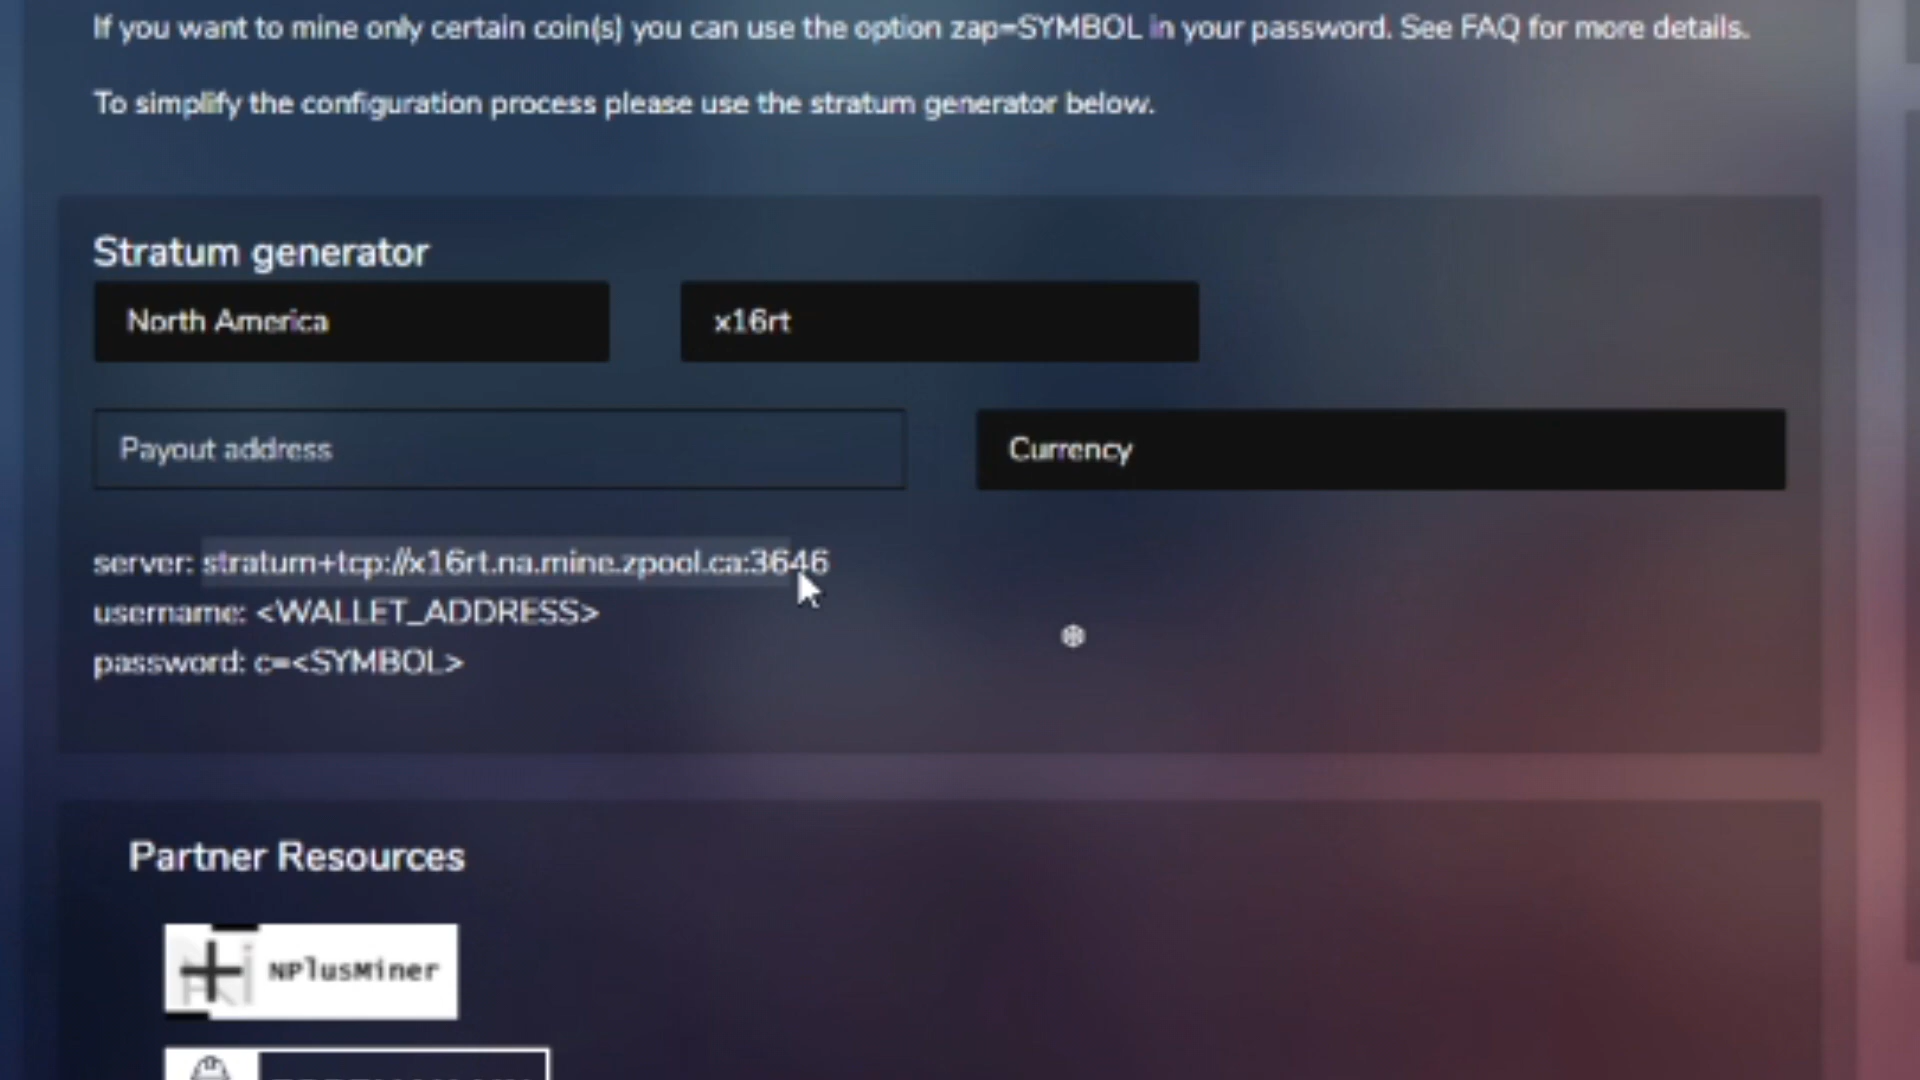 If you want to mine only certain coin(s) you can use the option zap=SYMBOL in your password. See FAQ for more details.
To simplify the configuration process please use the stratum generator below.
Stratum generator
North America
x16rt
Payout address
Currency
server: stratum+tcp://x16rt.na.mine.zpool.ca:3646
username: <WALLET_ADDRESS>
password: c=<SYMBOL>
Partner Resources
NPlusMiner